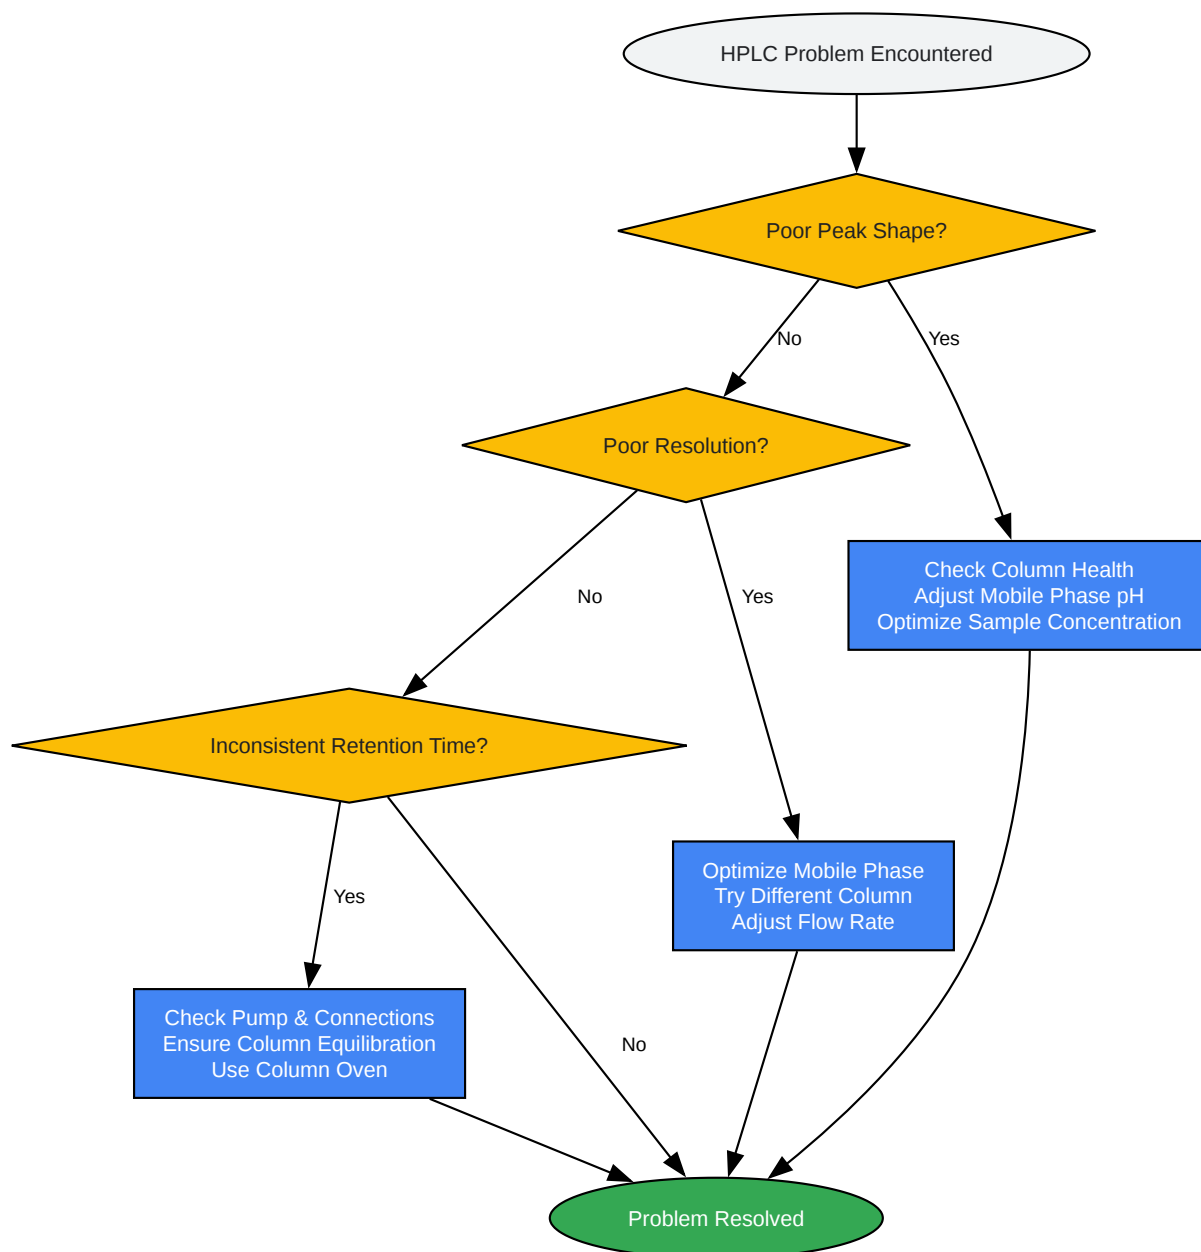 HPLC Problem Encountered
Poor Peak Shape?
No
Yes
Poor Resolution?
Check Column Health
Adjust Mobile Phase pH
Optimize Sample Concentration
No
Yes
Inconsistent Retention Time?
Optimize Mobile Phase
Try Different Column
Adjust Flow Rate
Yes
Check Pump & Connections
Ensure Column Equilibration
Use Column Oven
No
Problem Resolved